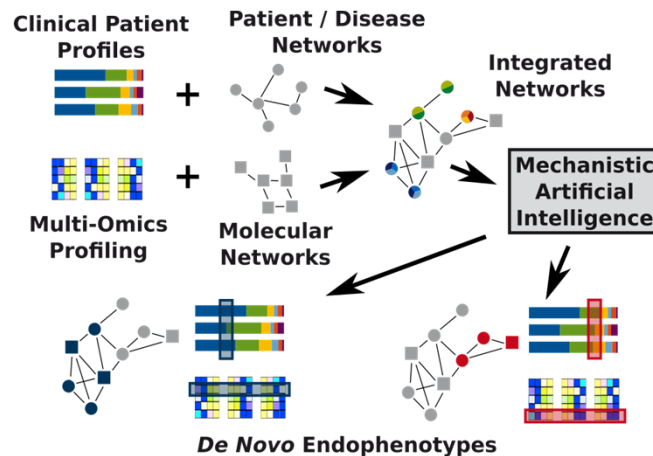 Clinical Patient
Profiles
Patient / Disease
Networks
Integrated
Networks
Multi-Omics
Profiling
Molecular
Networks
Mechanistic
Artificial
Intelligence
De Novo Endophenotypes